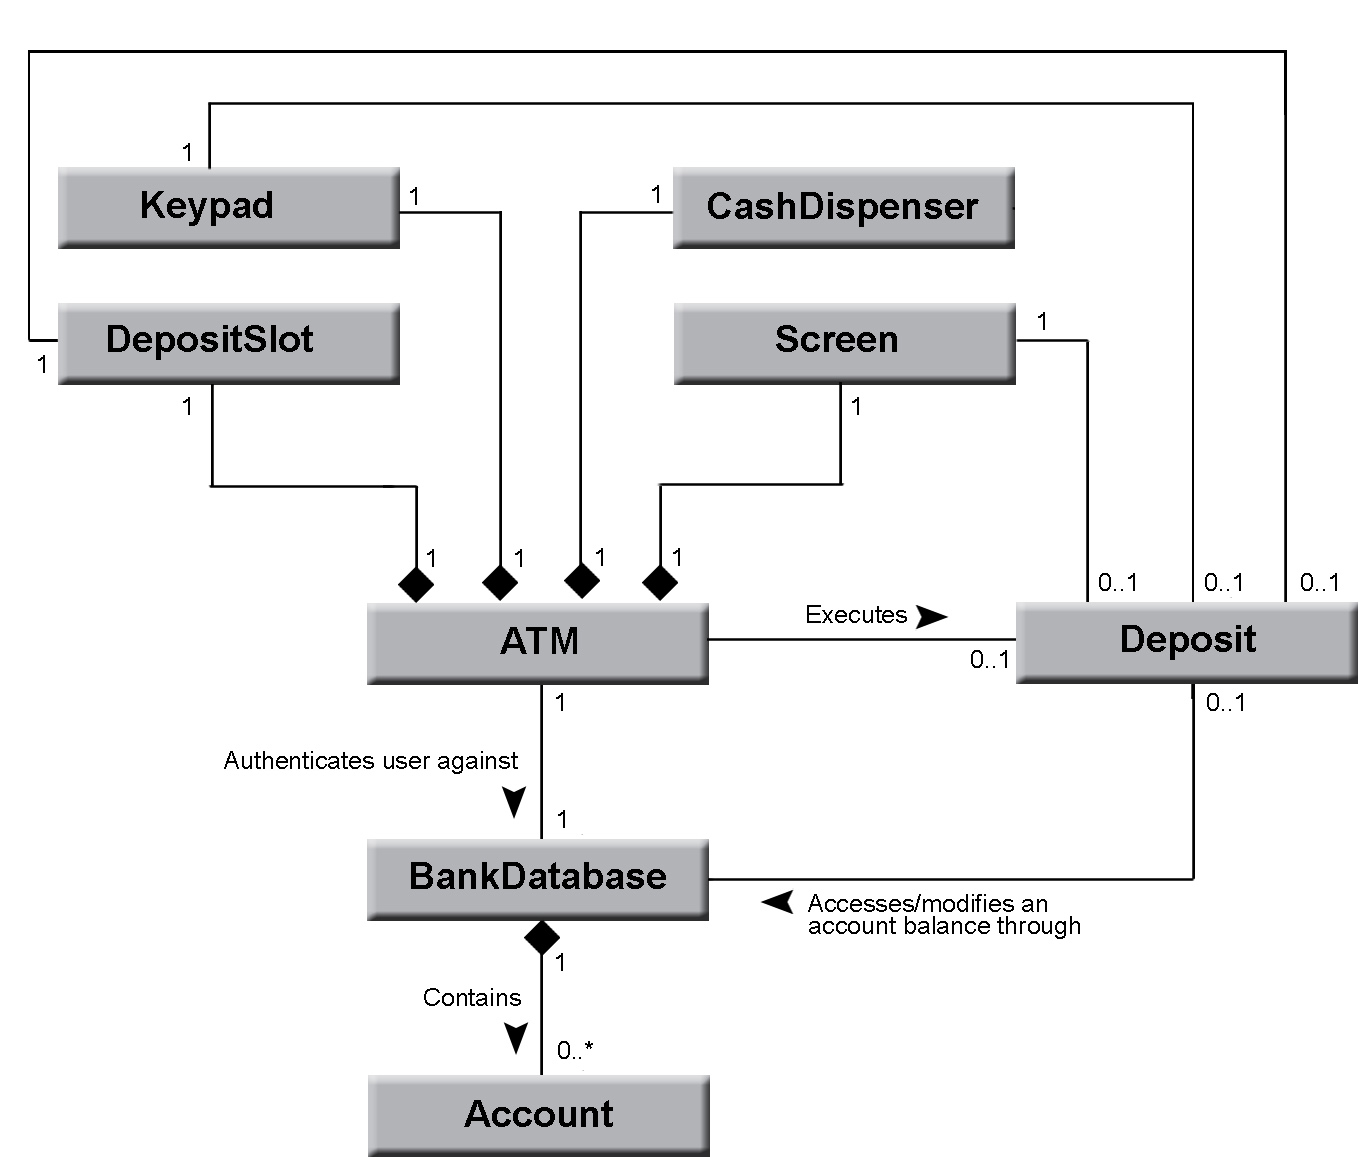 1
Keypad
1
1
CashDispenser
DepositSlot
1
1
Screen
1
1
1
1
1
1
0..1
0..1
0..1
ATM
Executes
0..1
Deposit
1
0..1
Authenticates user against
1
BankDatabase
Accesses/modifies an
account balance through
1
Contains
0..*
Account